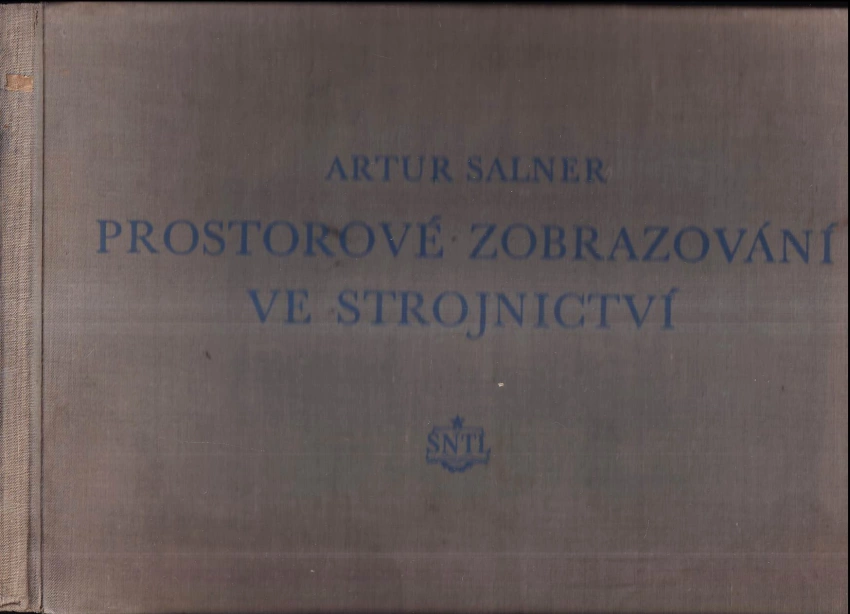 ARTUR SALNER
PROSTOROVÉ ZOBRAZOVÁNÍ
VE STROJNICTVÍ
SNTL